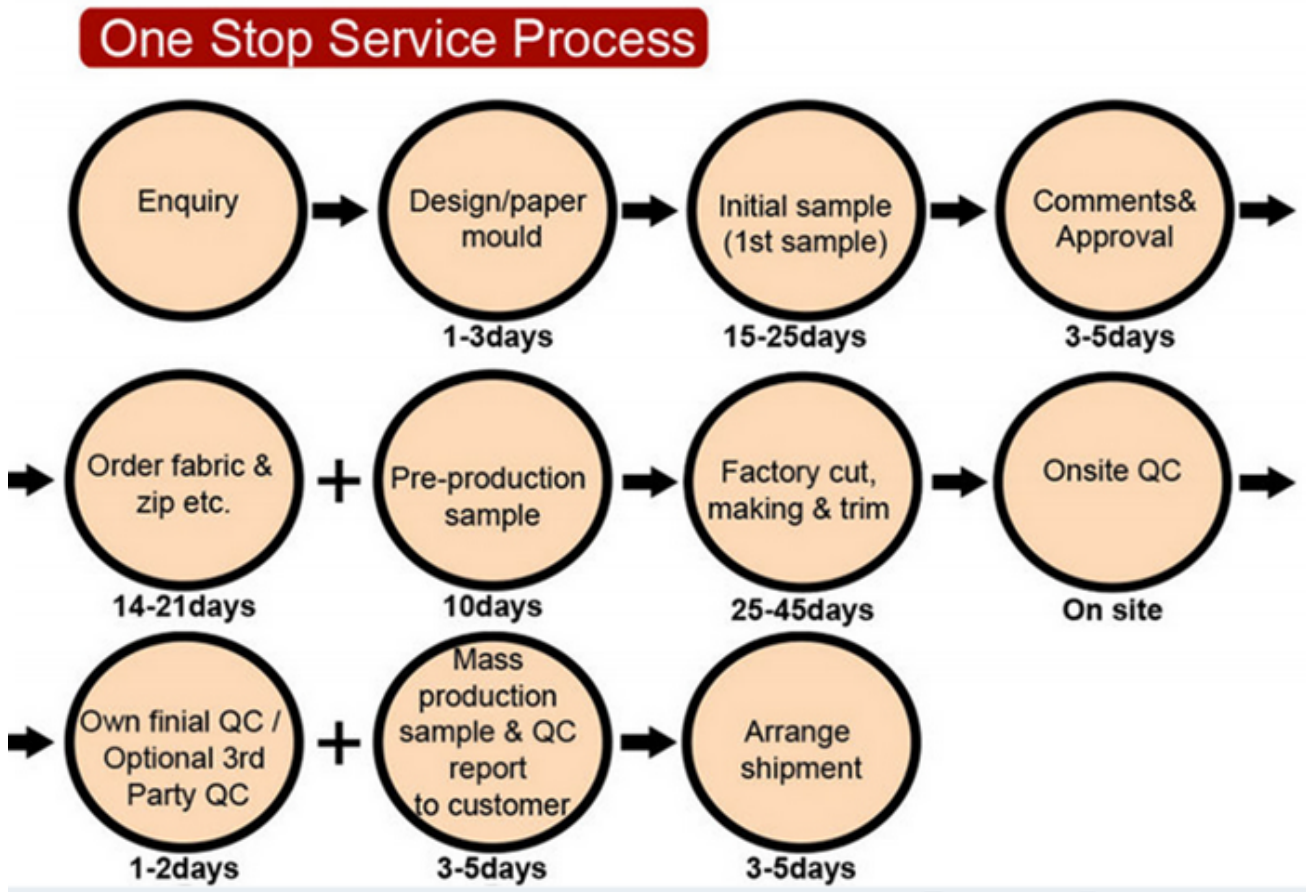 One Stop Service Process
Enquiry
Design/paper
mould
1-3days
Initial sample
(1st sample)
15-25days
Comments&
Approval
3-5days
Order fabric &
zip etc.
14-21days
Pre-production
sample
10days
Factory cut,
making & trim
25-45days
Onsite QC
On site
Own finial QC /
Optional 3rd
Party QC
1-2days
Mass
production
sample & QC
report
to customer
3-5days
Arrange
shipment
3-5days